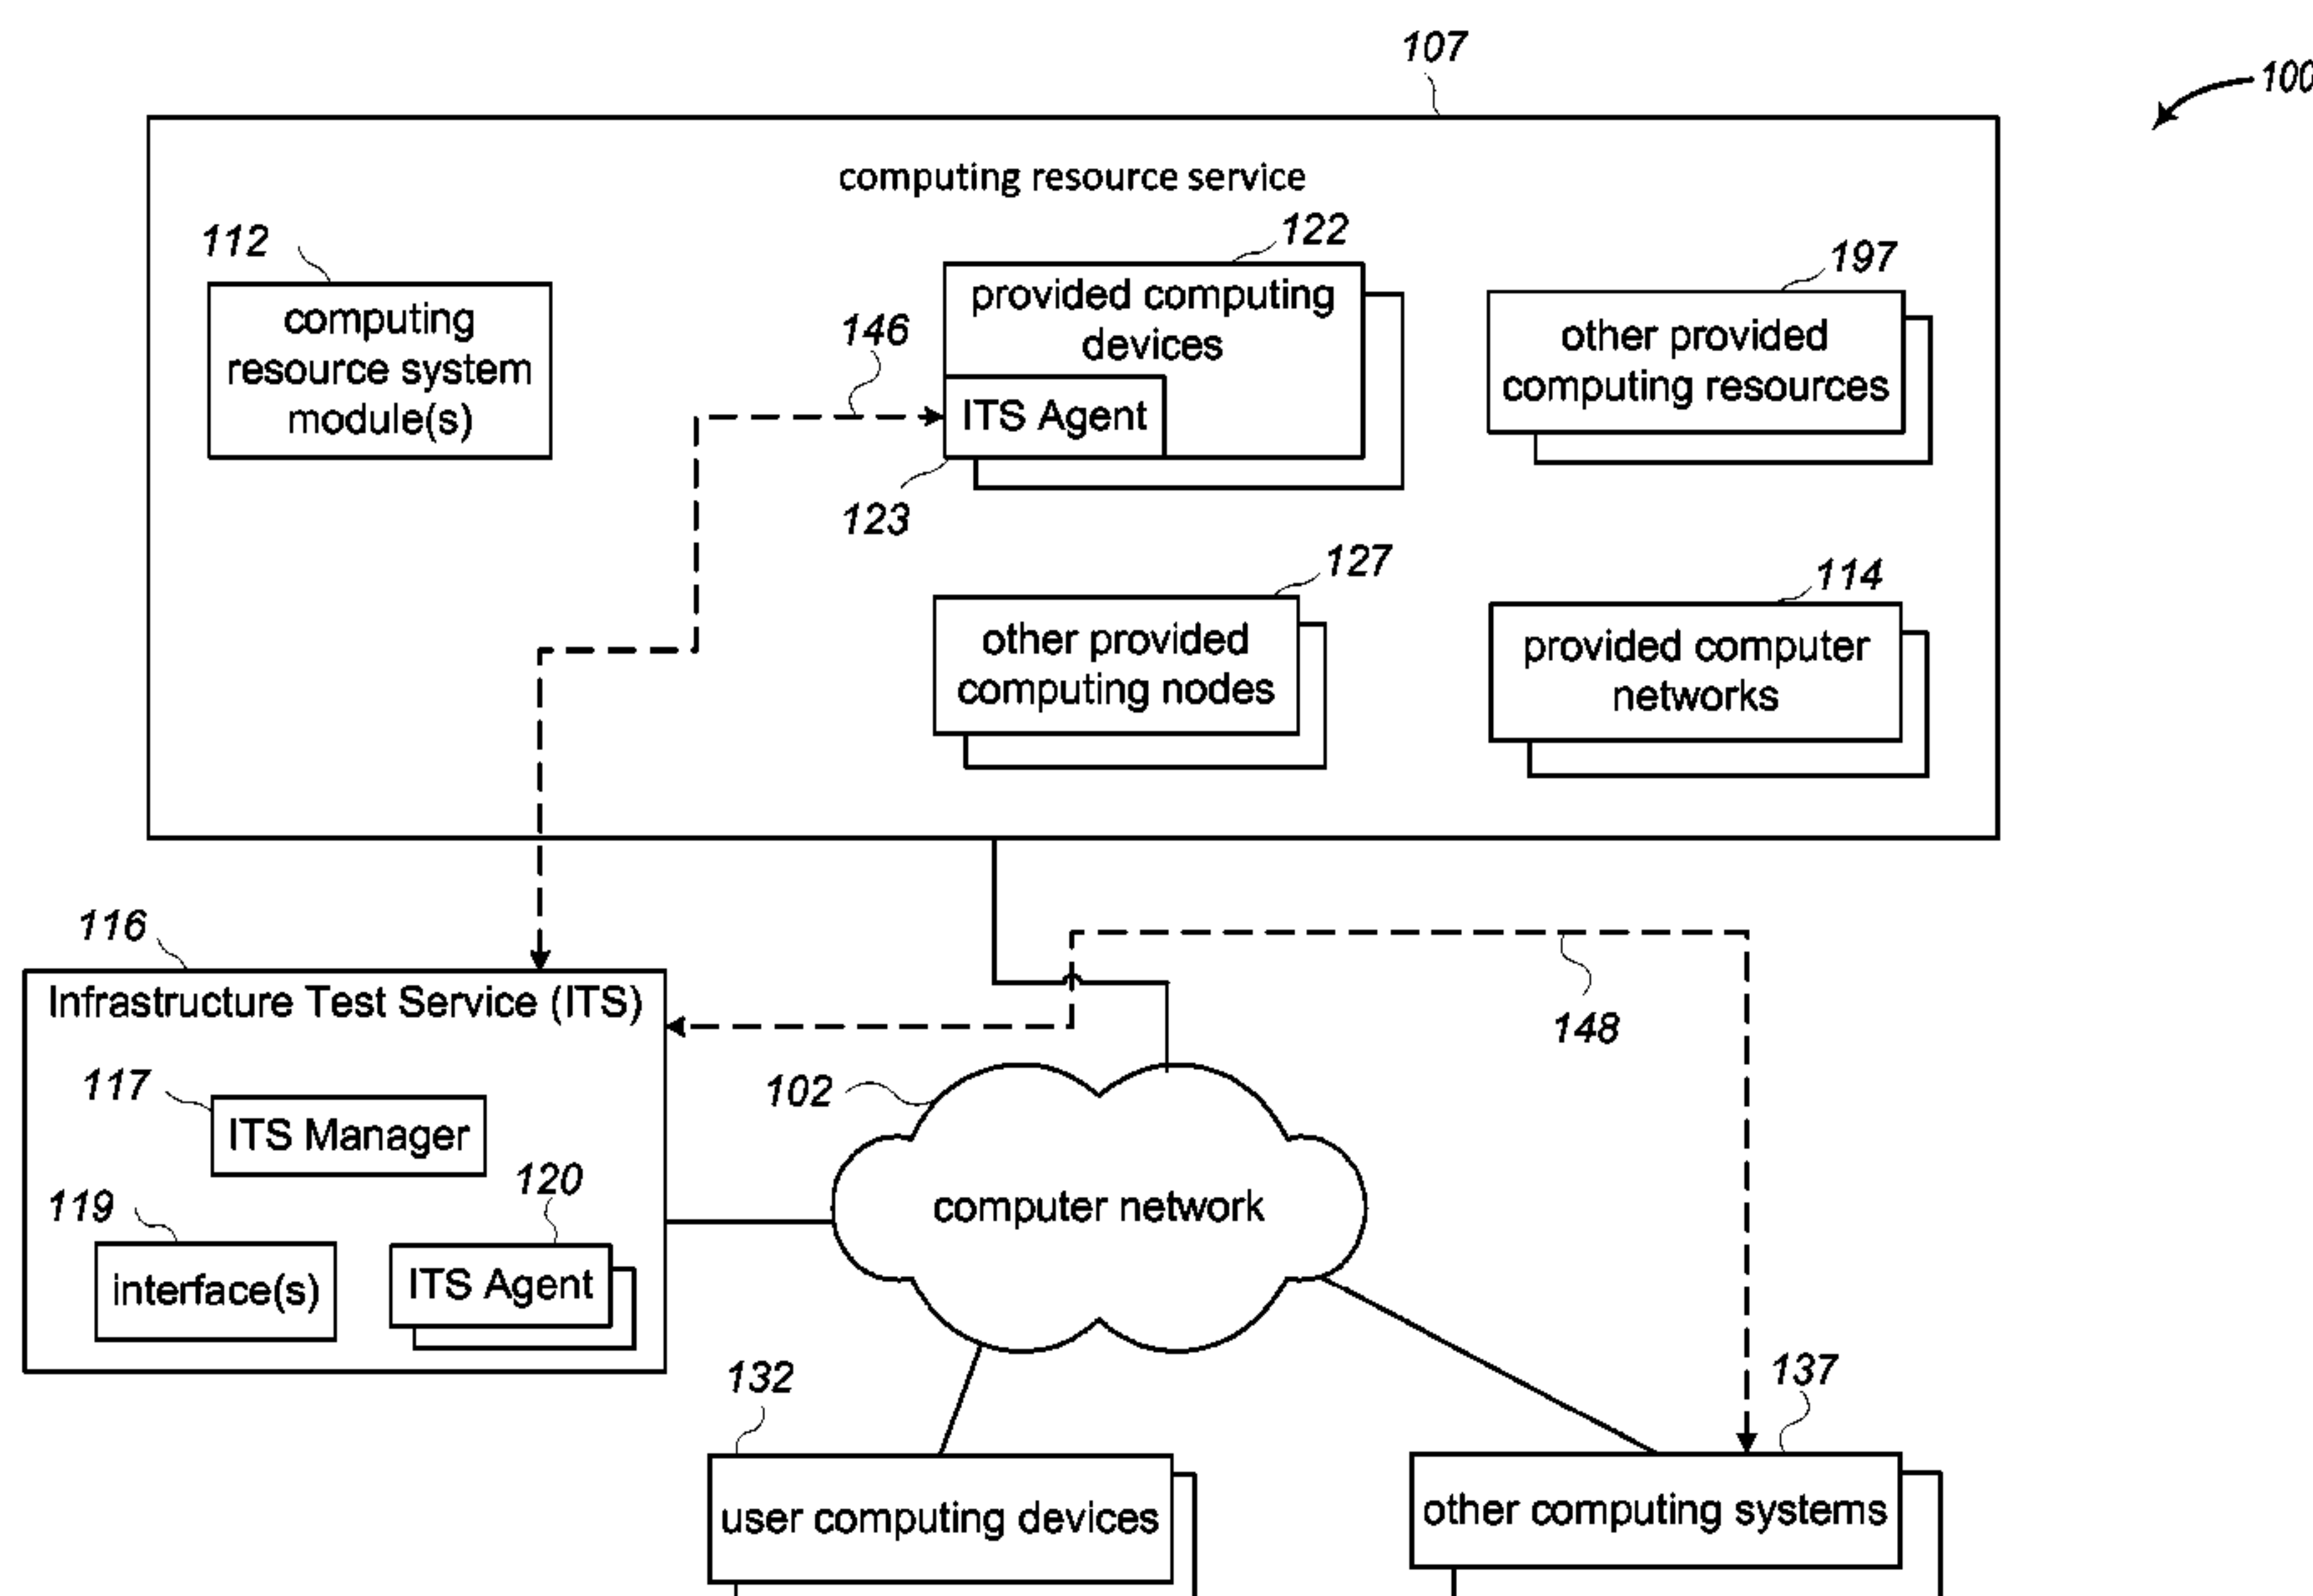 107
100
computing resource service
112
122
197
computing
resource system
module(s)
provided computing
devices
other provided
computing resources
146
ITS Agent
123
127
114
other provided
computing nodes
provided computer
networks
116
Infrastructure Test Service (ITS)
148
117
102
ITS Manager
120
119
computer network
interface(s)
ITS Agent
132
137
user computing devices
other computing systems